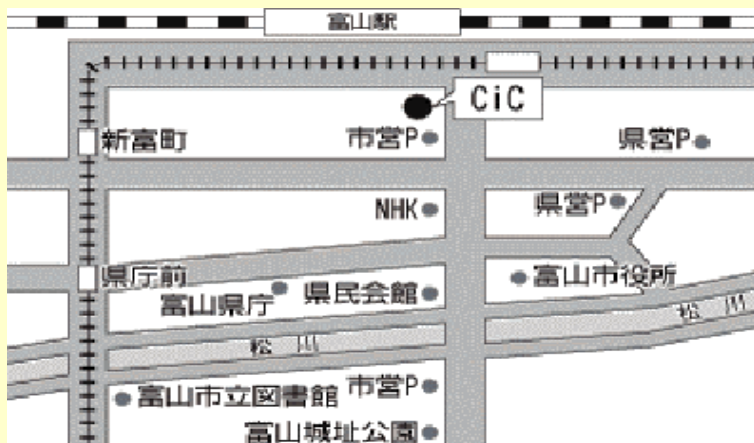 富山駅
CiC
新富町
市営P
県営P
NHK
県営P
県庁前
富山県庁
県民会館
富山市役所
松川
松川
富山市立図書館
市営P
富山城址公園